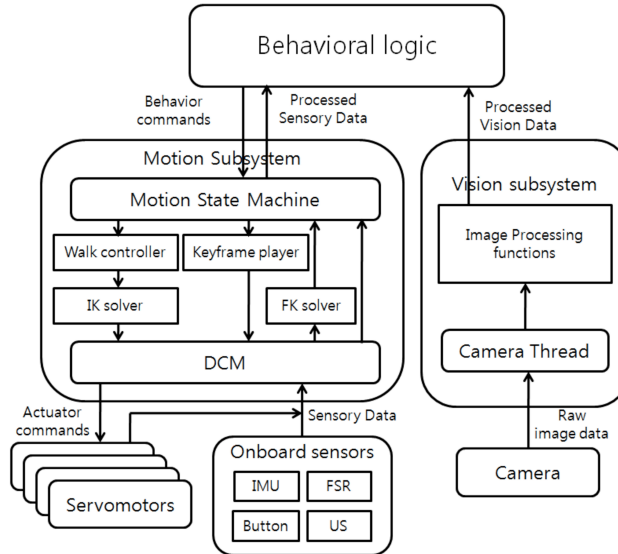 Behavioral logic
Behavior
commands
Processed
Sensory Data
Processed
Vision Data
Motion Subsystem
Motion State Machine
Walk controller
Keyframe player
IK solver
FK solver
DCM
Vision subsystem
Image Processing
functions
Camera Thread
Actuator
commands
Sensory Data
Raw
image data
Servomotors
Onboard sensors
IMU
FSR
Button
US
Camera